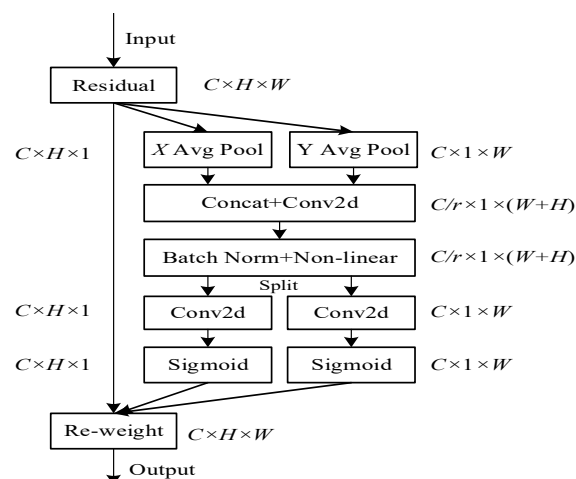 Input
Residual
C×H×W
C×H×1
X Avg Pool
Y Avg Pool
C×1×W
Concat+Conv2d
C/r×1×(W+H)
Batch Norm+Non-linear
C/r×1×(W+H)
Split
C×H×1
Conv2d
Conv2d
C×1×W
C×H×1
Sigmoid
Sigmoid
C×1×W
Re-weight
C×H×W
Output